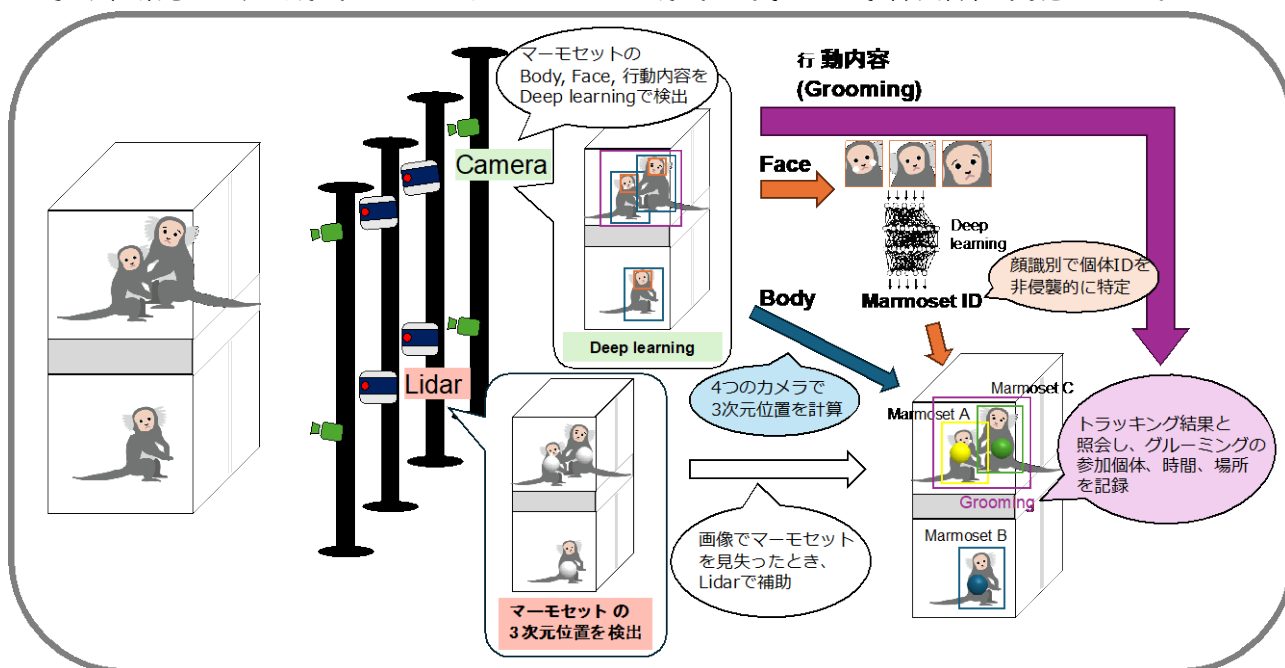 マーモセットの
Body, Face, 行動内容を
Deep learningで検出
行 動内容
(Grooming)
Camera
Face
Deep
learning
顔識別で個体IDを
非侵襲的に特定
Marmoset ID
Body
Deep learning
Lidar
4つのカメラで
3次元位置を計算
Marmoset C
Marmoset A
トラッキング結果と
照会し、グルーミングの
参加個体、時間、場所
を記録
Grooming
Marmoset B
画像でマーモセット
を見失ったとき、
Lidarで補助
マーモセット の
3次元位置を検出